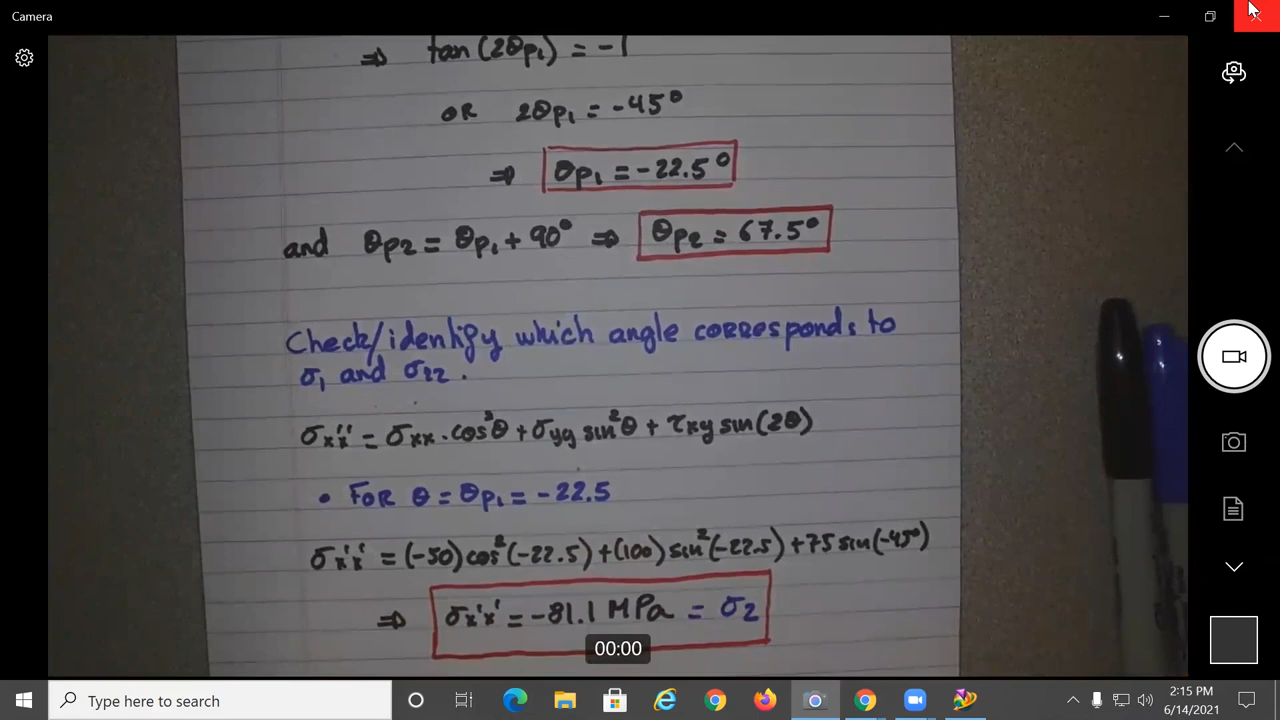 Camera
⇒ tan(2θp₁) = -1
OR 2θp₁ = -45°
⇒ θp₁ = -22.5°
and θp2 = θp₁ + 90° ⇒ θp2 = 67.5°
Check/identify which angle corresponds to
σ₁ and σ22.
σx'x' = σxx.cos²θ + σyy sin²θ + τxy sin(2θ)
• FOR θ = θp₁ = -22.5
σx'x' = (-50)cos²(-22.5) + (100)sin²(-22.5) + 75 sin(-45°)
⇒ σx'x' = -81.1 MPa = σ2
00:00
Type here to search
2:15 PM
6/14/2021